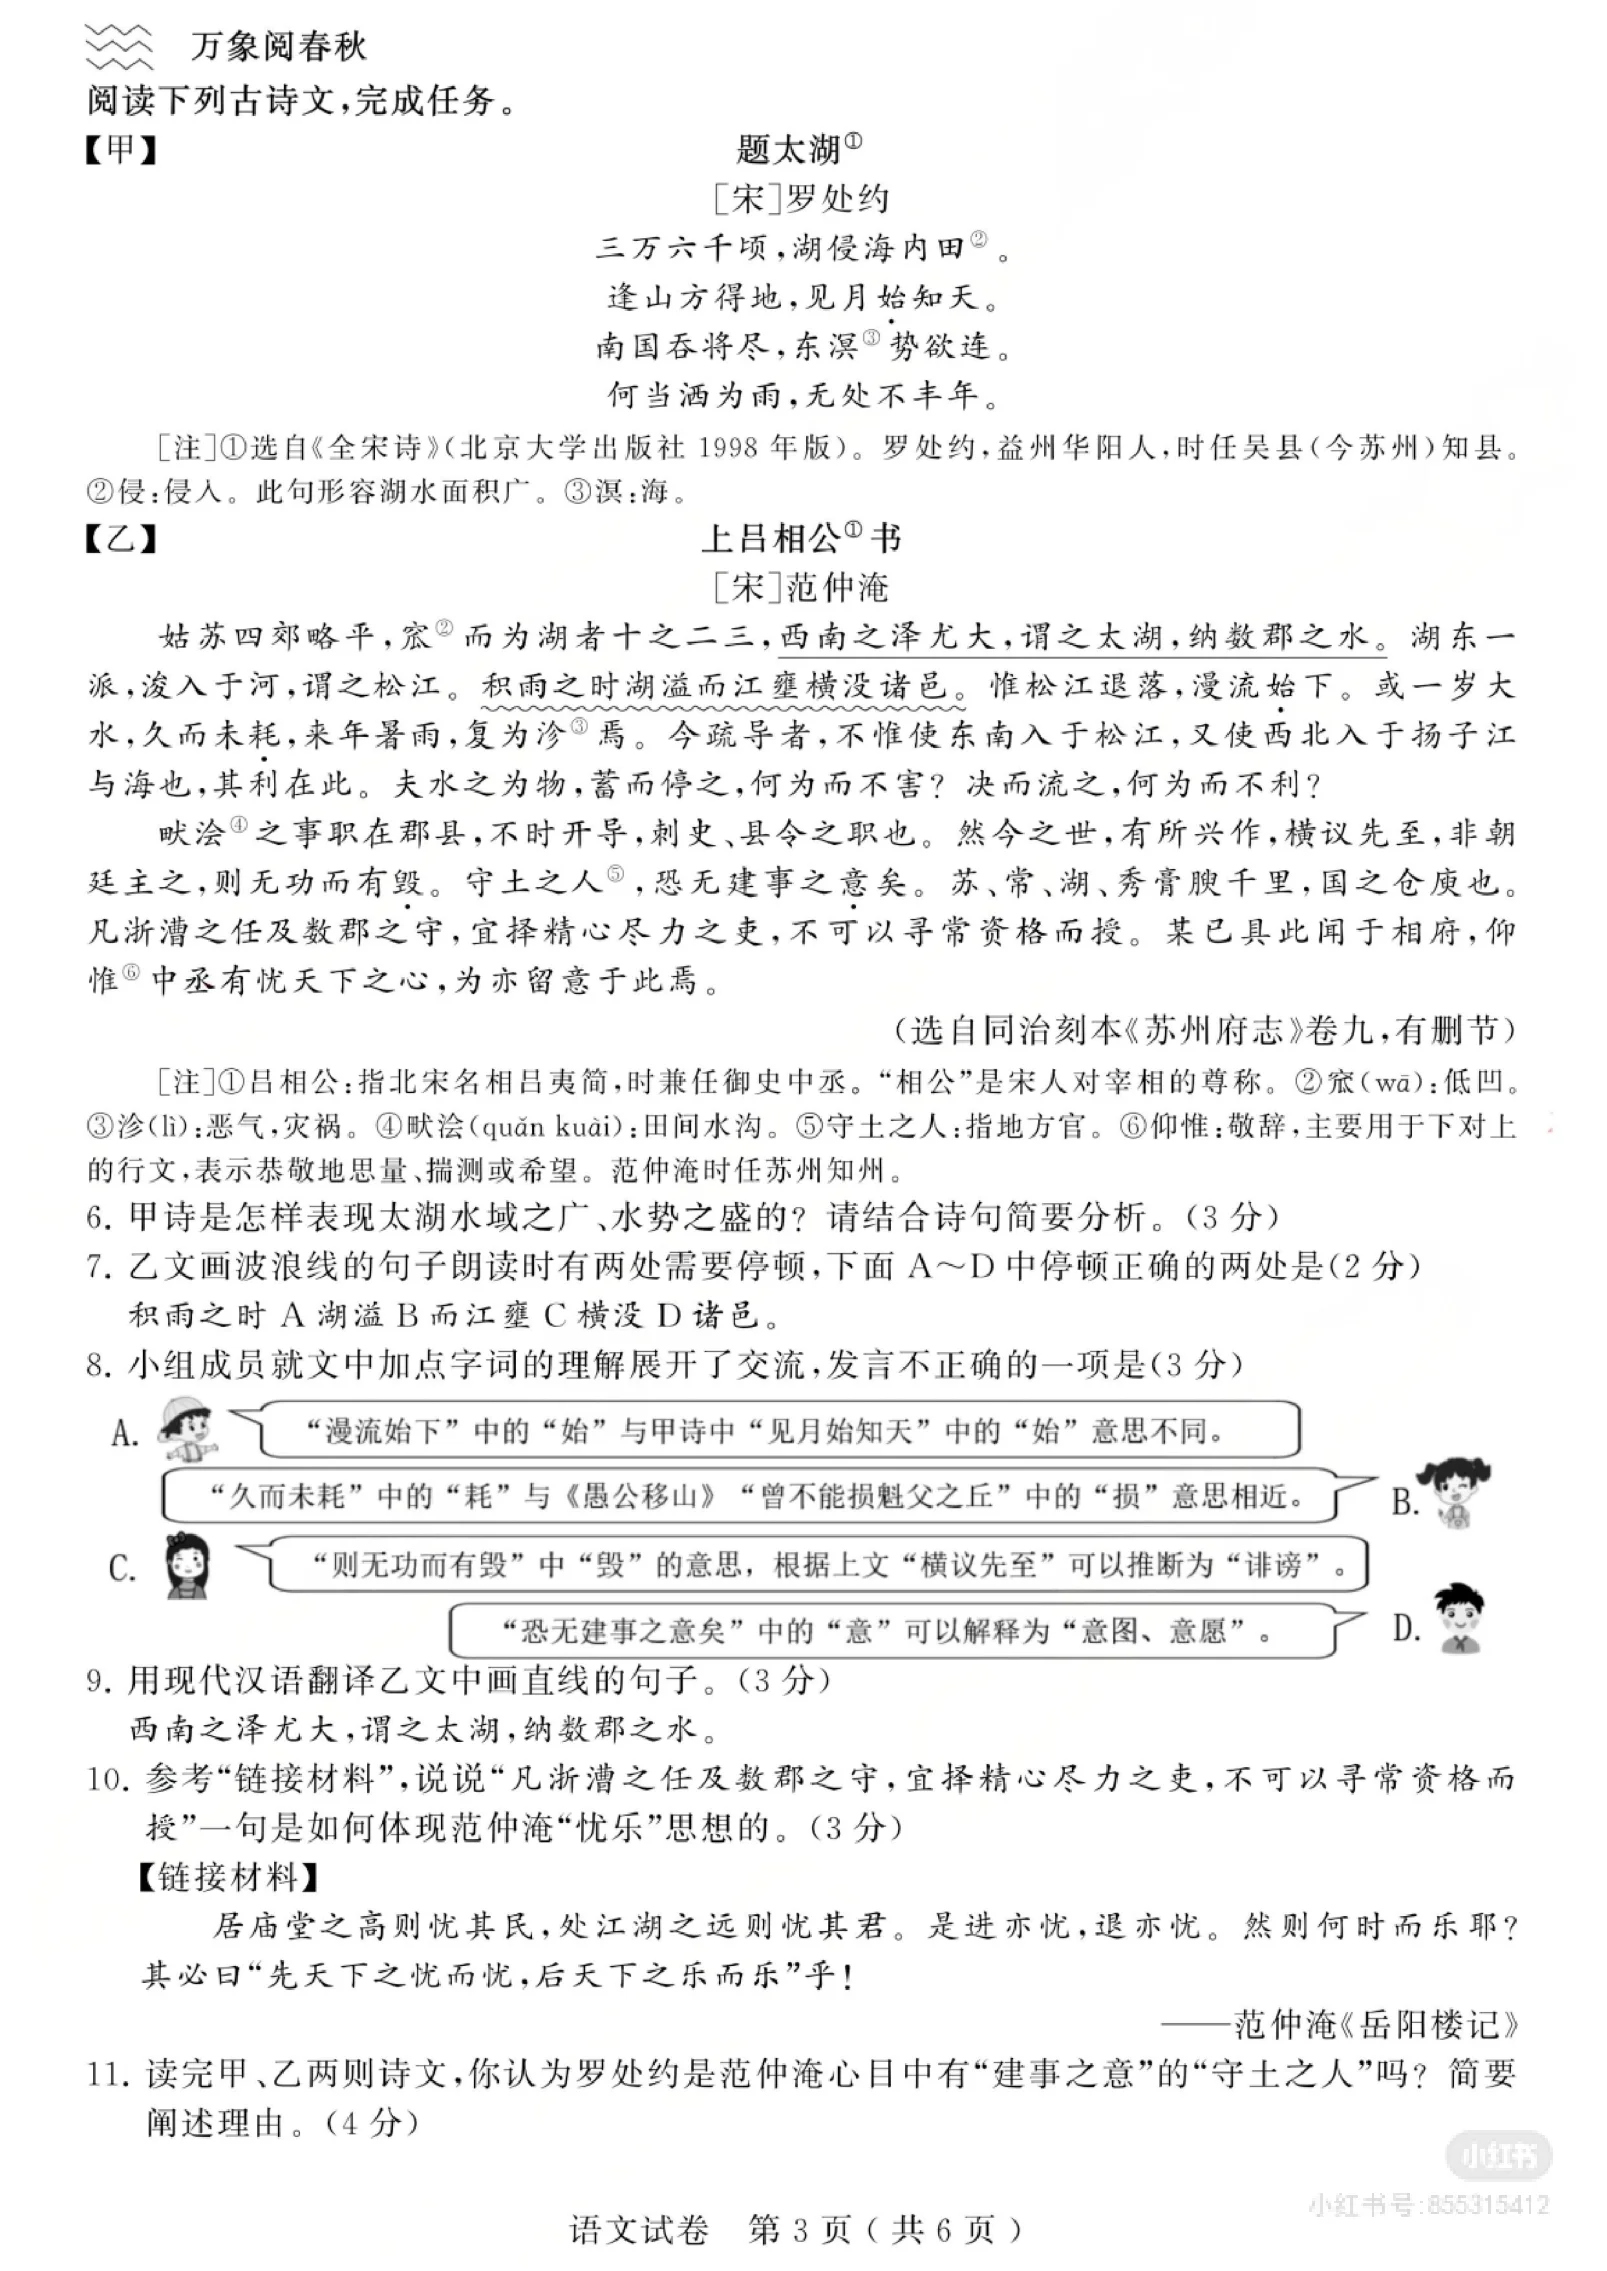 万象阅春秋
阅读下列古诗文,完成任务。
【甲】 题太湖①
[宋]罗处约
三万六千顷,湖侵海内田②。
逢山方得地,见月始知天。
南国吞将尽,东溟③势欲连。
何当洒为雨,无处不丰年。
[注]①选自《全宋诗》(北京大学出版社 1998 年版)。罗处约,益州华阳人,时任吴县(今苏州)知县。
②侵:侵入。此句形容湖水面积广。③溟:海。
【乙】 上吕相公①书
[宋]范仲淹
姑苏四郊略平,窊②而为湖者十之二三,西南之泽尤大,谓之太湖,纳数郡之水。湖东一
派,浚入于河,谓之松江。积雨之时湖溢而江壅横没诸邑。惟松江退落,漫流始下。或一岁大
水,久而未耗,来年暑雨,复为沴③焉。今疏导者,不惟使东南入于松江,又使西北入于扬子江
与海也,其利在此。夫水之为物,蓄而停之,何为而不害?决而流之,何为而不利?
畎浍④之事职在郡县,不时开导,刺史、县令之职也。然今之世,有所兴作,横议先至,非朝
廷主之,则无功而有毁。守土之人⑤,恐无建事之意矣。苏、常、湖、秀膏腴千里,国之仓庾也。
凡浙漕之任及数郡之守,宜择精心尽力之吏,不可以寻常资格而授。某已具此闻于相府,仰
惟⑥中丞有忧天下之心,为亦留意于此焉。
(选自同治刻本《苏州府志》卷九,有删节)
[注]①吕相公:指北宋名相吕夷简,时兼任御史中丞。“相公”是宋人对宰相的尊称。②窊(wā):低凹。
③沴(lì):恶气,灾祸。④畎浍(quǎn kuài):田间水沟。⑤守土之人:指地方官。⑥仰惟:敬辞,主要用于下对上
的行文,表示恭敬地思量、揣测或希望。范仲淹时任苏州知州。
6. 甲诗是怎样表现太湖水域之广、水势之盛的?请结合诗句简要分析。(3 分)
7. 乙文画波浪线的句子朗读时有两处需要停顿,下面 A～D 中停顿正确的两处是(2 分)
积雨之时 A 湖溢 B 而江壅 C 横没 D 诸邑。
8. 小组成员就文中加点字词的理解展开了交流,发言不正确的一项是(3 分)
A. “漫流始下”中的“始”与甲诗中“见月始知天”中的“始”意思不同。
“久而未耗”中的“耗”与《愚公移山》“曾不能损魁父之丘”中的“损”意思相近。 B.
C. “则无功而有毁”中“毁”的意思，根据上文“横议先至”可以推断为“诽谤”。
“恐无建事之意矣”中的“意”可以解释为“意图、意愿”。 D.
9. 用现代汉语翻译乙文中画直线的句子。(3 分)
西南之泽尤大,谓之太湖,纳数郡之水。
10. 参考“链接材料”,说说“凡浙漕之任及数郡之守,宜择精心尽力之吏,不可以寻常资格而
授”一句是如何体现范仲淹“忧乐”思想的。(3 分)
【链接材料】
居庙堂之高则忧其民,处江湖之远则忧其君。是进亦忧,退亦忧。然则何时而乐耶?
其必曰“先天下之忧而忧,后天下之乐而乐”乎!
——范仲淹《岳阳楼记》
11. 读完甲、乙两则诗文,你认为罗处约是范仲淹心目中有“建事之意”的“守土之人”吗?简要
阐述理由。(4 分)
小红书
小红书号:855315412
语文试卷 第 3 页(共 6 页)